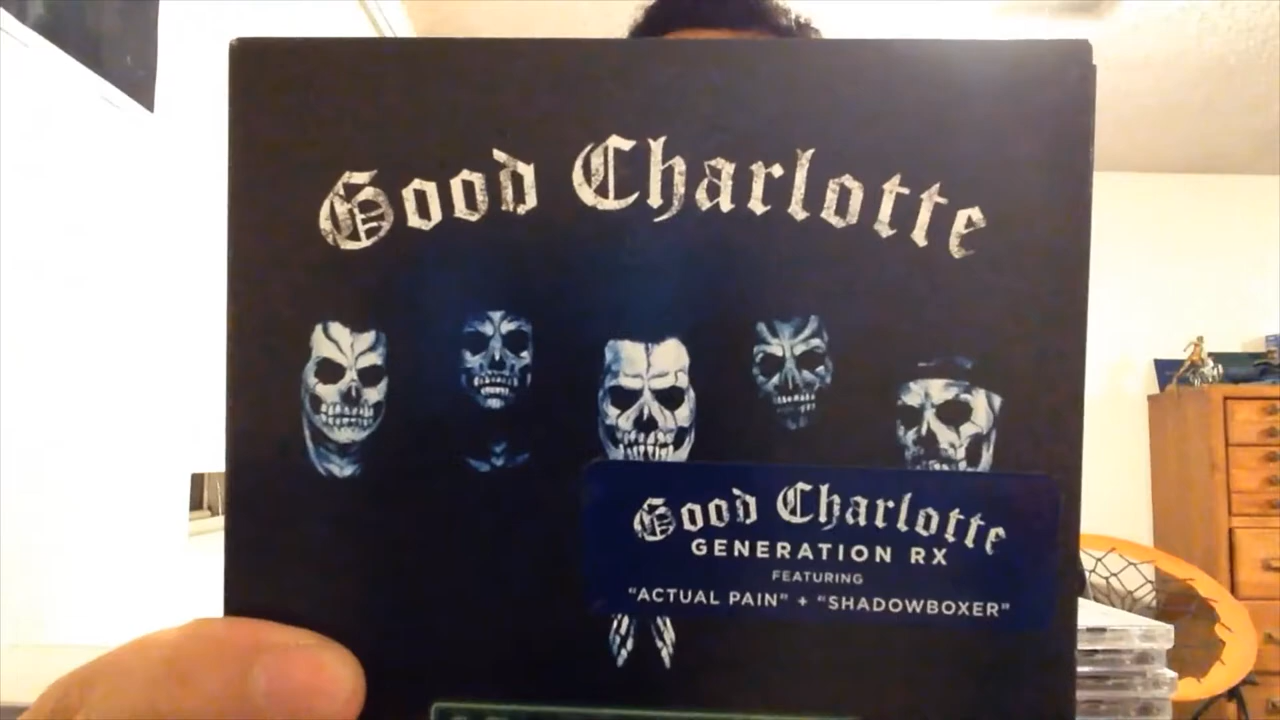 Good Charlotte
Good Charlotte
GENERATION RX
FEATURING
"ACTUAL PAIN" + "SHADOWBOXER"